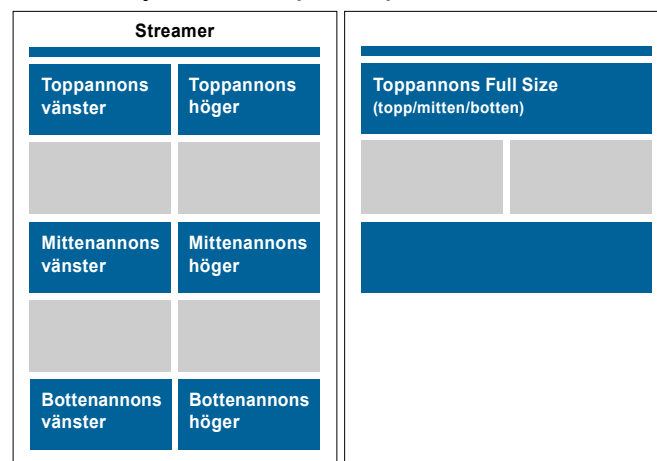 Streamer
Toppannons
vänster
Toppannons
höger
Mittenannons
vänster
Mittenannons
höger
Bottenannons
vänster
Bottenannons
höger
Toppannons Full Size
(topp/mitten/botten)